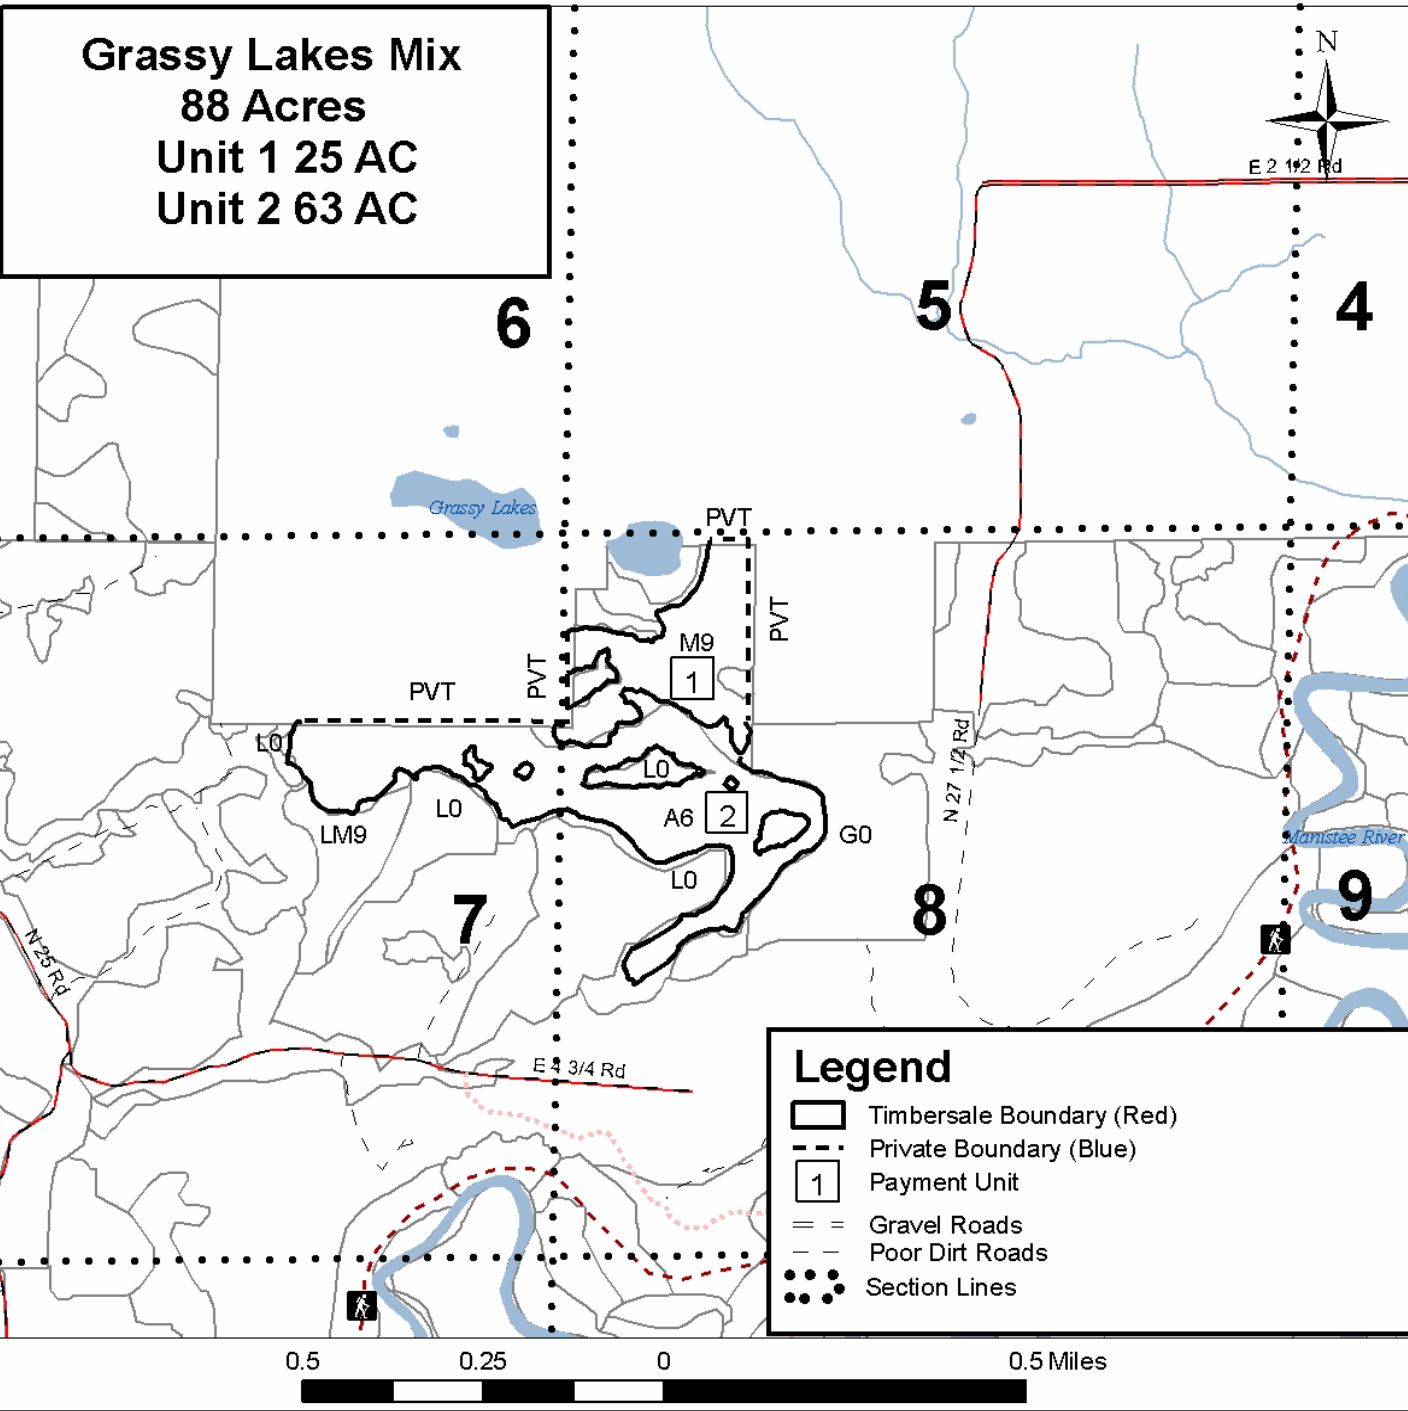 Grassy Lakes Mix
88 Acres
Unit 1 25 AC
Unit 2 63 AC
N
E 2 1/2 Rd
6
5
4
Grassy Lakes
PVT
PVT
M9
1
PVT
PVT
L0
L0
N 27 1/2 Rd
L0
A6
2
G0
LM9
Manistee River
L0
7
8
9
N 25 Rd
E 4 3/4 Rd
Legend
Timbersale Boundary (Red)
Private Boundary (Blue)
1
Payment Unit
Gravel Roads
Poor Dirt Roads
Section Lines
0.5
0.25
0
0.5 Miles